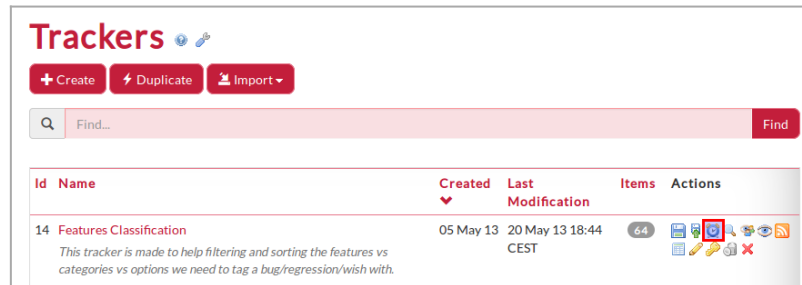 Trackers
Create Duplicate Import
Find... Find
Id Name Created Last Modification Items Actions
14 Features Classification 05 May 13 20 May 13 18:44 CEST 64
This tracker is made to help filtering and sorting the features vs
categories vs options we need to tag a bug/regression/wish with.